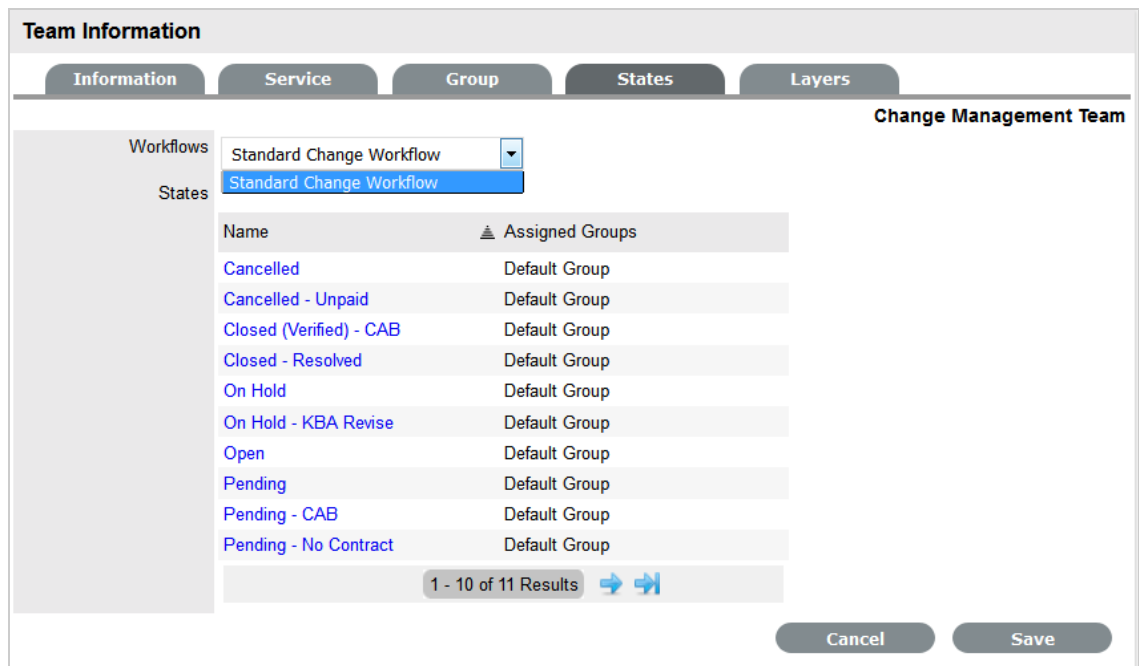 Team Information
Information Service Group States Layers
Change Management Team
Workflows Standard Change Workflow
Standard Change Workflow
States
Name Assigned Groups
Cancelled Default Group
Cancelled - Unpaid Default Group
Closed (Verified) - CAB Default Group
Closed - Resolved Default Group
On Hold Default Group
On Hold - KBA Revise Default Group
Open Default Group
Pending Default Group
Pending - CAB Default Group
Pending - No Contract Default Group
1 - 10 of 11 Results
Cancel Save